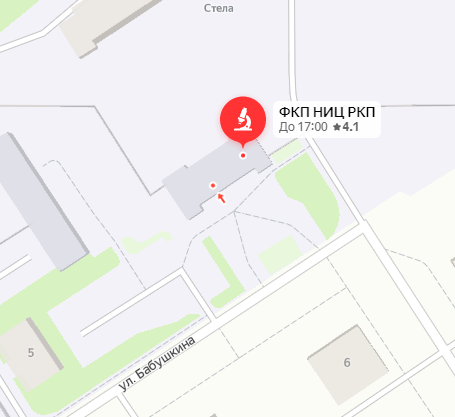 Стела
ФКП НИЦ РКП
До 17:00 ★4.1
5
ул. Бабушкина
6